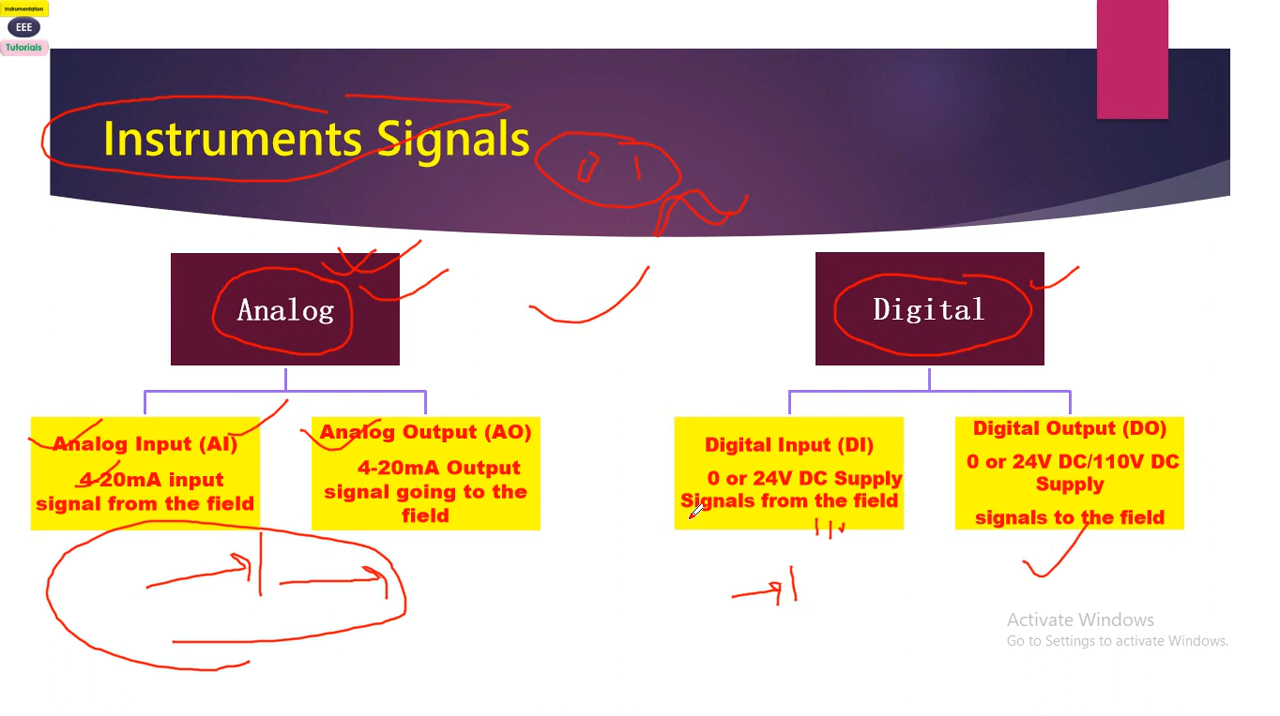 Instrumentation
EEE
Tutorials
Instruments Signals
0 1
Analog
Digital
Analog Input (AI)
4-20mA input
signal from the field
Analog Output (AO)
4-20mA Output
signal going to the
field
Digital Input (DI)
0 or 24V DC Supply
Signals from the field
Digital Output (DO)
0 or 24V DC/110V DC
Supply
signals to the field
Activate Windows
Go to Settings to activate Windows.